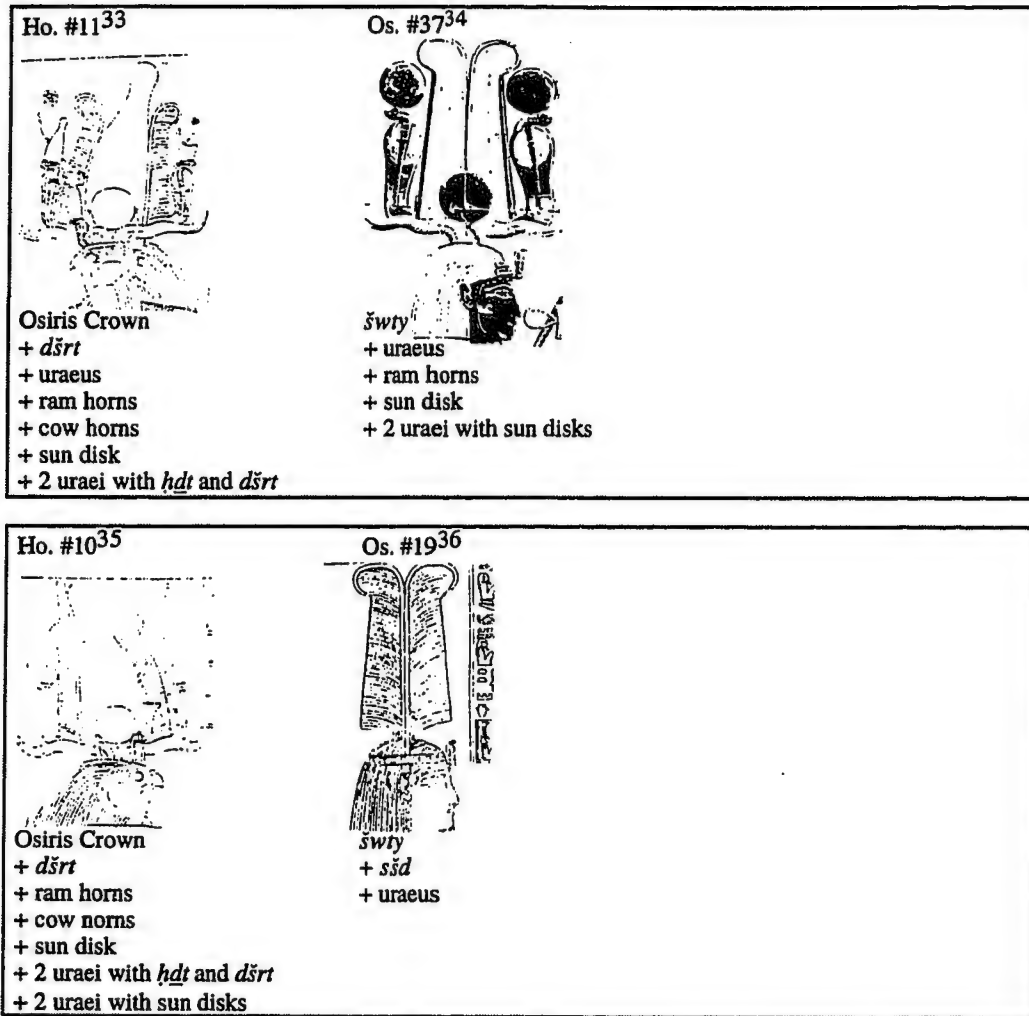 Ho. #11³³
Os. #37³⁴
Osiris Crown
+ dšrt
+ uraeus
+ ram horns
+ cow horns
+ sun disk
+ 2 uraei with ḥḏt and dšrt
šwty
+ uraeus
+ ram horns
+ sun disk
+ 2 uraei with sun disks
Ho. #10³⁵
Os. #19³⁶
Osiris Crown
+ dšrt
+ ram horns
+ cow norns
+ sun disk
+ 2 uraei with ḥḏt and dšrt
+ 2 uraei with sun disks
šwty
+ sšd
+ uraeus